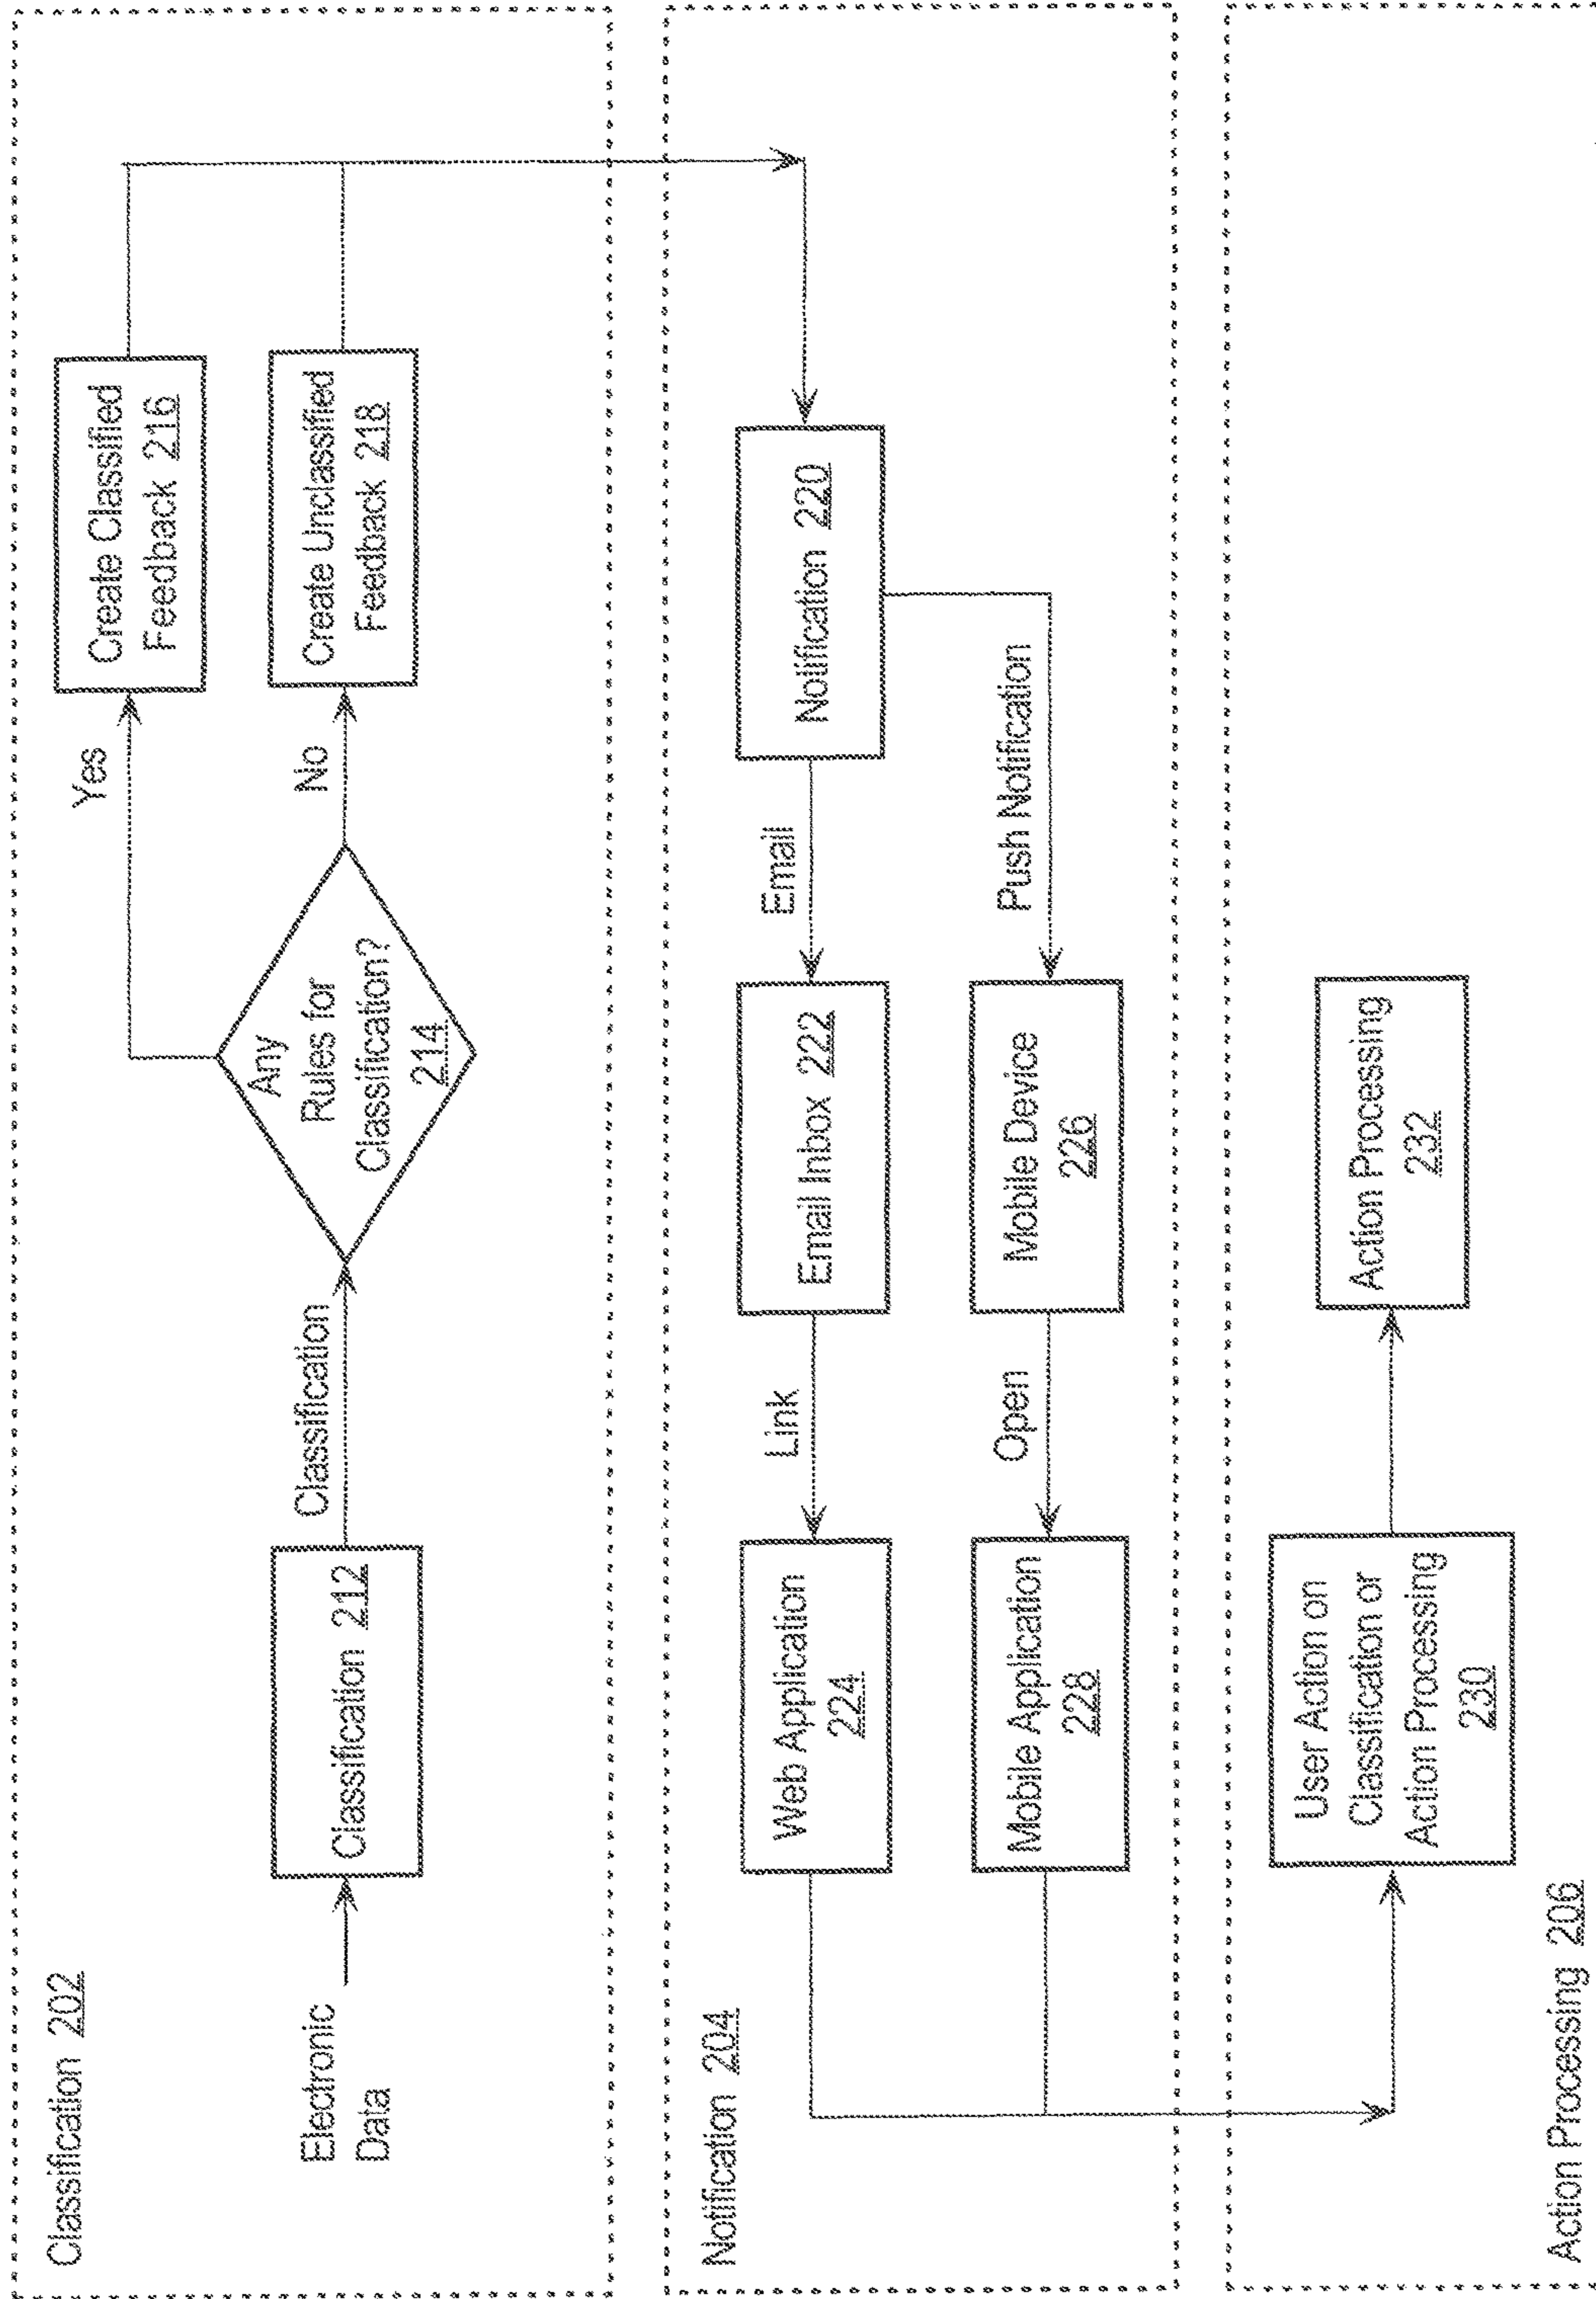 Classification 202
Electronic
Data
Classification 212
Classification
Any
Rules for
Classification?
214
Yes
No
Create Classified
Feedback 216
Create Unclassified
Feedback 218
Notification 204
Notification 220
Email
Push Notification
Email Inbox 222
Mobile Device
226
Link
Open
Web Application
224
Mobile Application
228
User Action on
Classification or
Action Processing
230
Action Processing
232
Action Processing 206